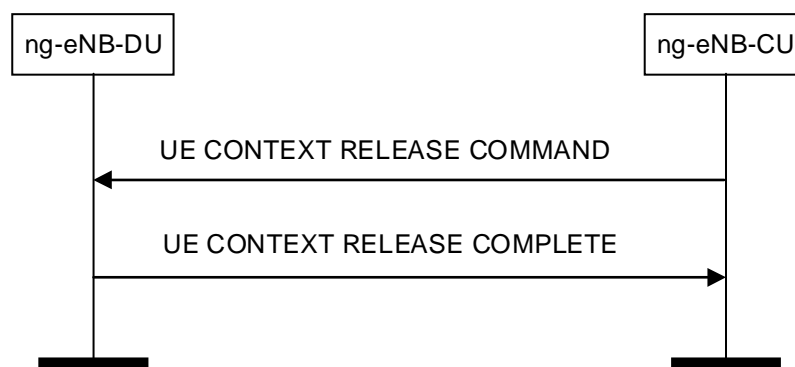 ng-eNB-DU
ng-eNB-CU
UE CONTEXT RELEASE COMMAND
UE CONTEXT RELEASE COMPLETE